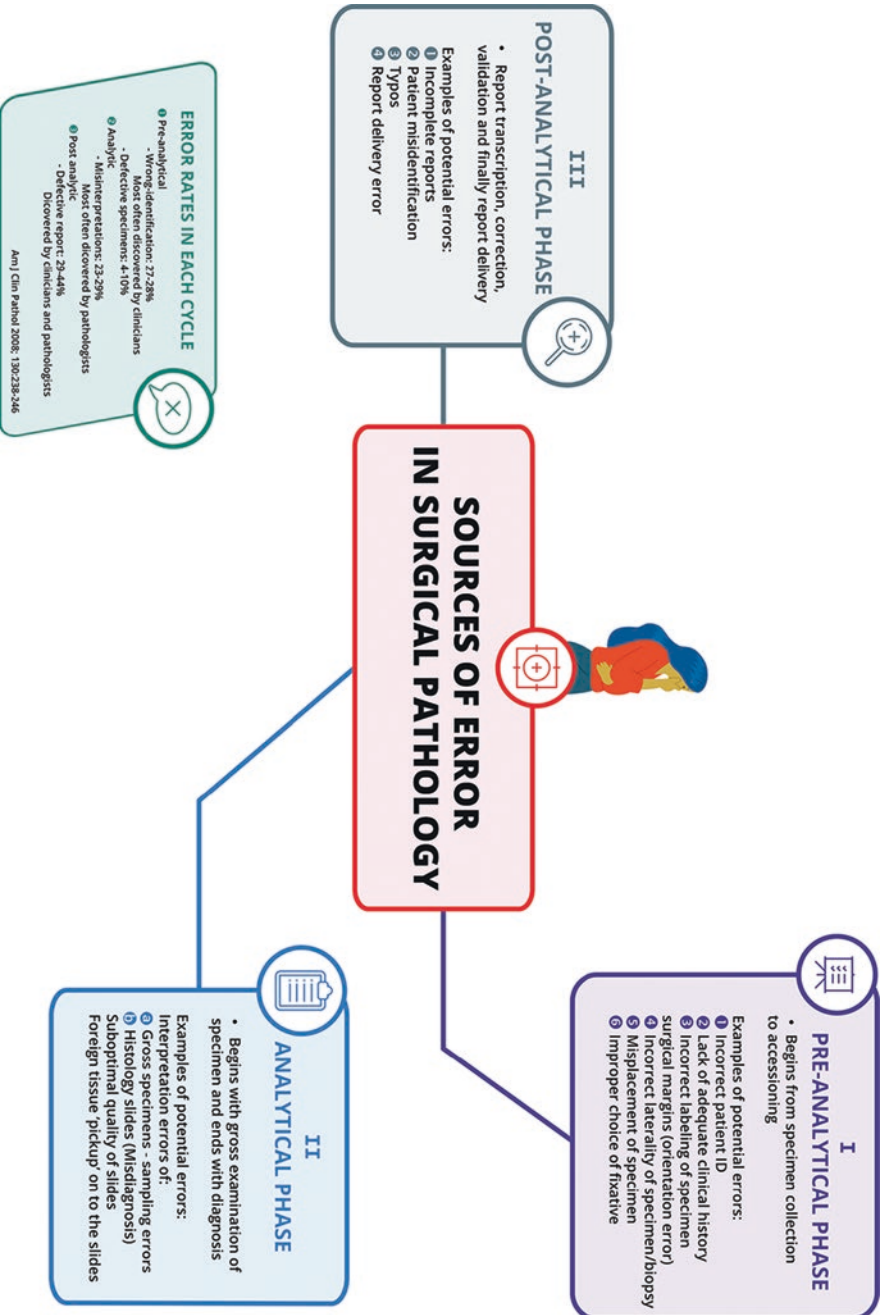 SOURCES OF ERROR
IN SURGICAL PATHOLOGY
I
PRE-ANALYTICAL PHASE
• Begins from specimen collection
to accessioning
Examples of potential errors:
1 Incorrect patient ID
2 Lack of adequate clinical history
3 Incorrect labeling of specimen
surgical margins (orientation error)
4 Incorrect laterality of specimen/biopsy
5 Misplacement of specimen
6 Improper choice of fixative
II
ANALYTICAL PHASE
• Begins with gross examination of
specimen and ends with diagnosis
Examples of potential errors:
Interpretation errors of:
a Gross specimens - sampling errors
b Histology slides (Misdiagnosis)
Suboptimal quality of slides
Foreign tissue 'pickup' on to the slides
III
POST-ANALYTICAL PHASE
• Report transcription, correction,
validation and finally report delivery
Examples of potential errors:
1 Incomplete reports
2 Patient misidentification
3 Typos
4 Report delivery error
ERROR RATES IN EACH CYCLE
1 Pre-analytical
- Wrong-identification: 27-28%
Most often discovered by clinicians
- Defective specimens: 4-10%
2 Analytic
- Misinterpretations: 23-29%
Most often dicovered by pathologists
3 Post analytic
- Defective report: 29-44%
Dicovered by clinicians and pathologists
Am J Clin Pathol 2008; 130:238-246